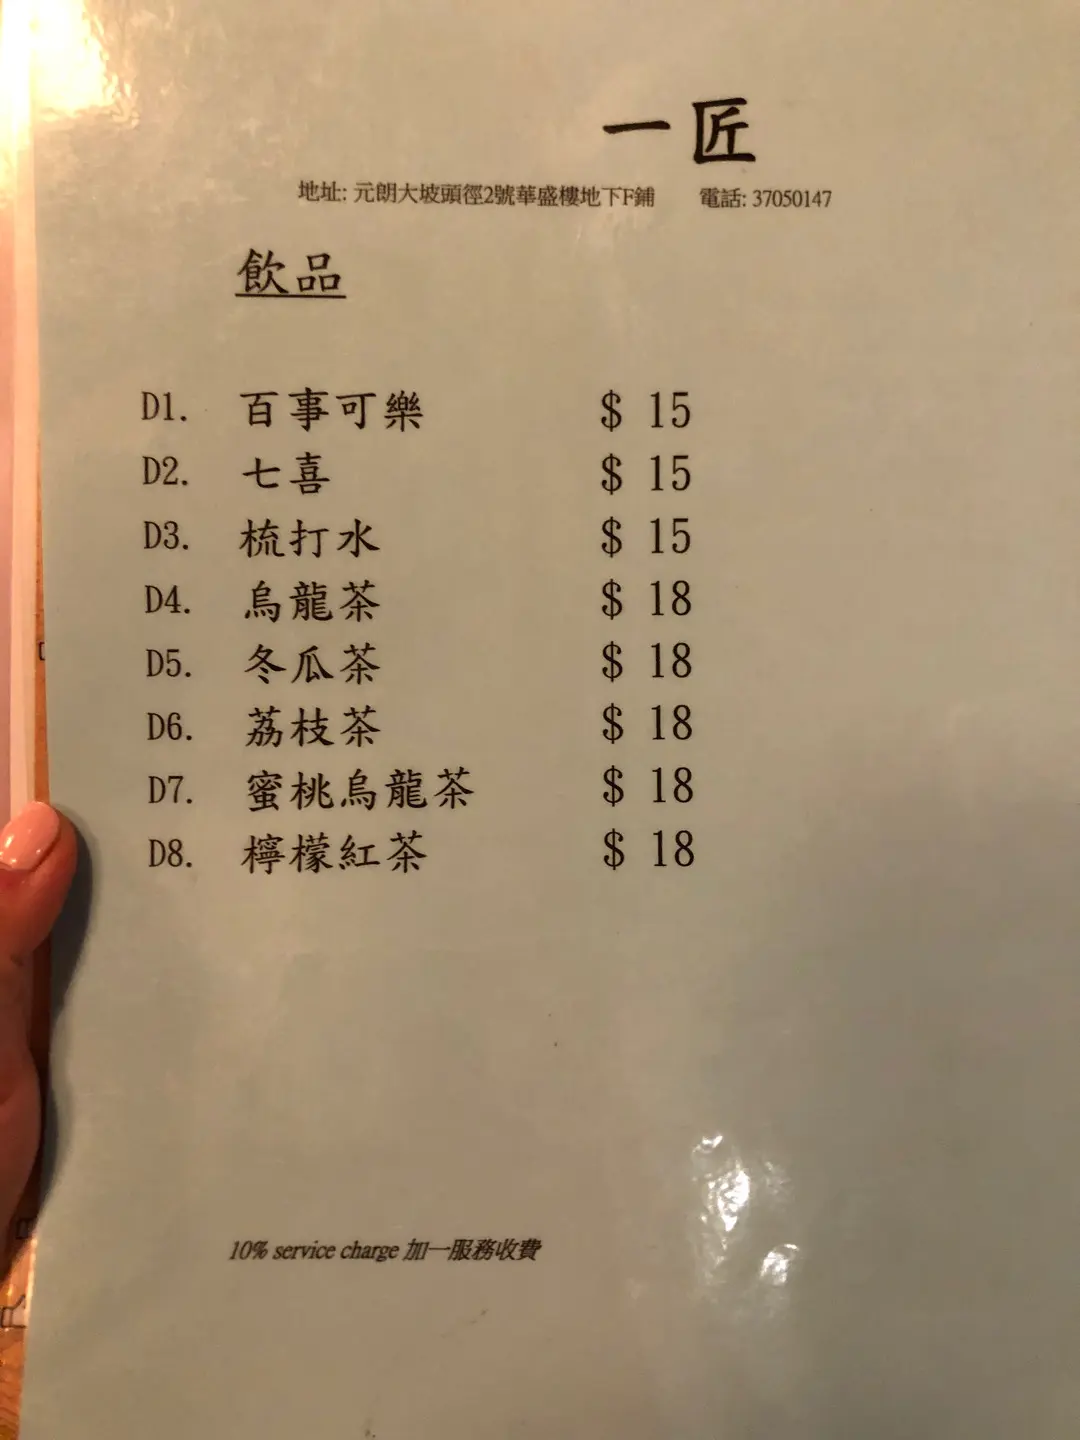 一匠
地址: 元朗大坡頭徑2號華盛樓地下F鋪 電話: 37050147
飲品
D1. 百事可樂 $ 15
D2. 七喜 $ 15
D3. 梳打水 $ 15
D4. 烏龍茶 $ 18
D5. 冬瓜茶 $ 18
D6. 荔枝茶 $ 18
D7. 蜜桃烏龍茶 $ 18
D8. 檸檬紅茶 $ 18
10% service charge 加一服務收費